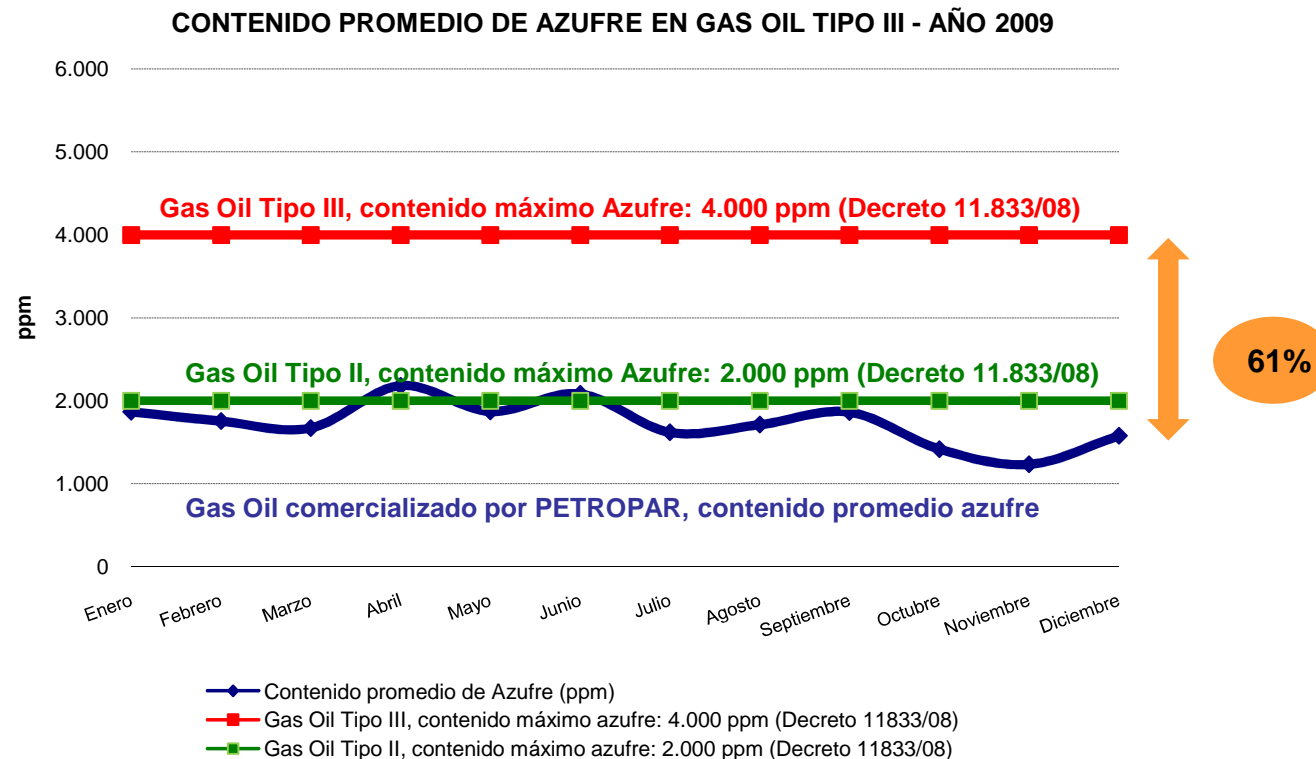 CONTENIDO PROMEDIO DE AZUFRE EN GAS OIL TIPO III - AÑO 2009
6.000
5.000
Gas Oil Tipo III, contenido máximo Azufre: 4.000 ppm (Decreto 11.833/08)
4.000
ppm
3.000
61%
Gas Oil Tipo II, contenido máximo Azufre: 2.000 ppm (Decreto 11.833/08)
2.000
1.000
Gas Oil comercializado por PETROPAR, contenido promedio azufre
0
Enero
Febrero
Marzo
Abril
Mayo
Junio
Julio
Agosto
Septiembre
Octubre
Noviembre
Diciembre
Contenido promedio de Azufre (ppm)
Gas Oil Tipo III, contenido máximo azufre: 4.000 ppm (Decreto 11833/08)
Gas Oil Tipo II, contenido máximo azufre: 2.000 ppm (Decreto 11833/08)